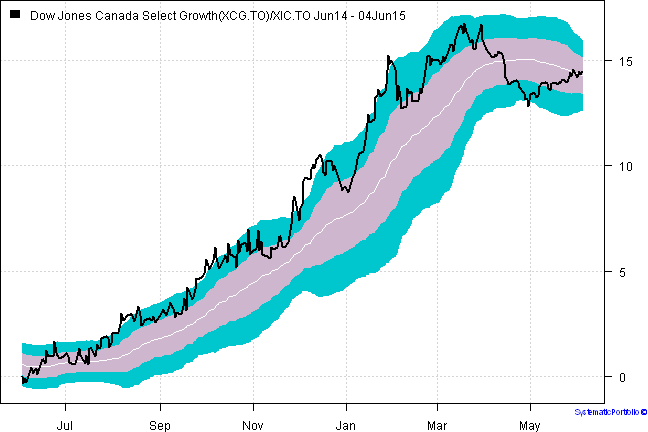 Dow Jones Canada Select Growth(XCG.TO)/XIC.TO Jun14 - 04Jun15
15
10
5
0
Jul Sep Nov Jan Mar May
SystematicPortfolio ©